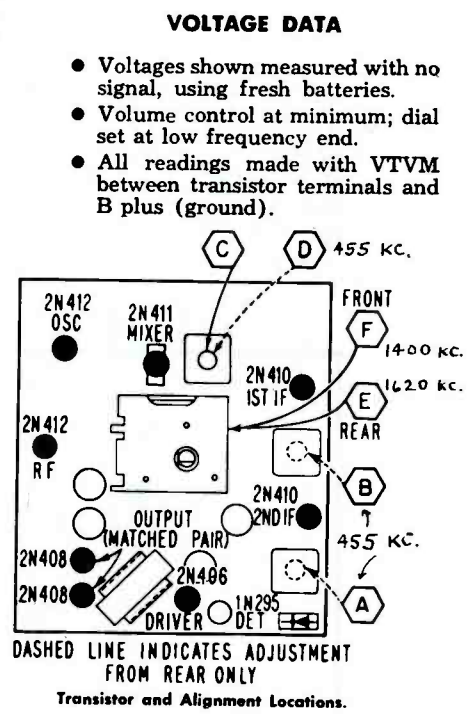 VOLTAGE DATA
● Voltages shown measured with no
signal, using fresh batteries.
● Volume control at minimum; dial
set at low frequency end.
● All readings made with VTVM
between transistor terminals and
B plus (ground).
C
D
455 KC.
2N412
OSC
2N411
MIXER
FRONT
F
1400 KC.
2N410
1ST IF
1620 KC.
E
REAR
2N412
RF
B
2N410
2ND IF
OUTPUT
(MATCHED PAIR)
455 KC.
2N408
2N408
2N406
DRIVER
1N295
DET
A
DASHED LINE INDICATES ADJUSTMENT
FROM REAR ONLY
Transistor and Alignment Locations.